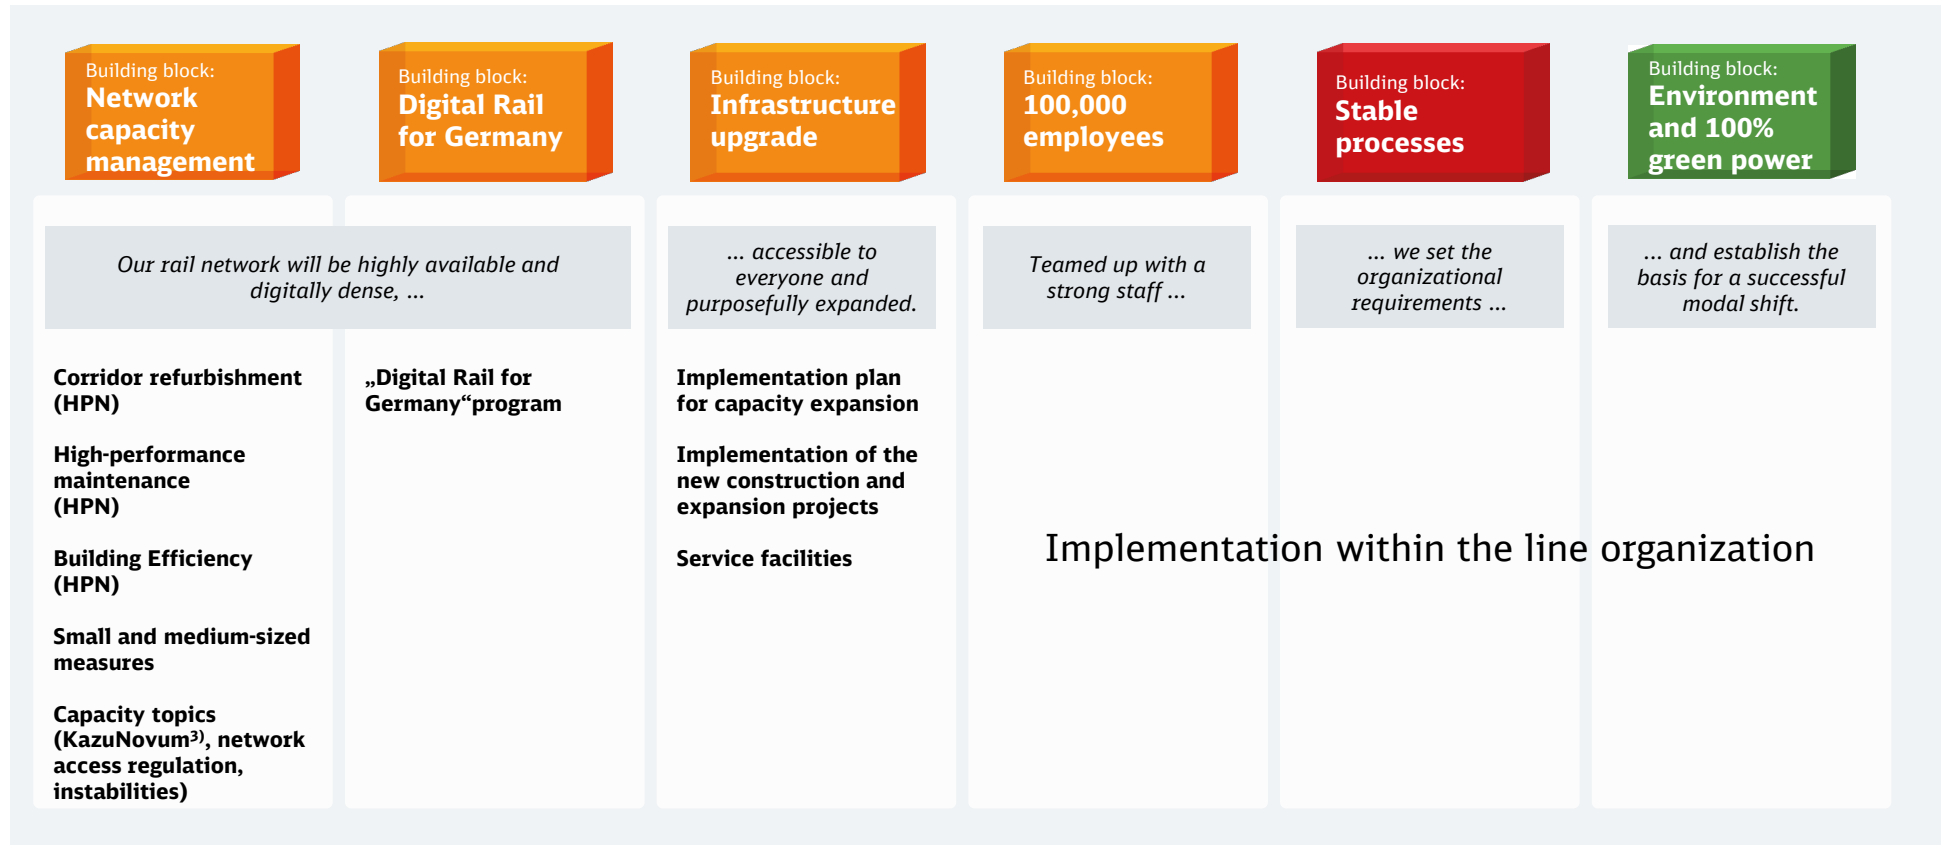 Building block:
Network
capacity
management
Building block:
Digital Rail
for Germany
Building block:
Infrastructure
upgrade
Building block:
100,000
employees
Building block:
Stable
processes
Building block:
Environment
and 100%
green power
Our rail network will be highly available and
digitally dense, ...
... accessible to
everyone and
purposefully expanded.
Teamed up with a
strong staff ...
... we set the
organizational
requirements ...
... and establish the
basis for a successful
modal shift.
Corridor refurbishment
(HPN)
High-performance
maintenance
(HPN)
Building Efficiency
(HPN)
Small and medium-sized
measures
Capacity topics
(KazuNovum³⁾, network
access regulation,
instabilities)
„Digital Rail for
Germany“program
Implementation plan
for capacity expansion
Implementation of the
new construction and
expansion projects
Service facilities
Implementation within the line organization